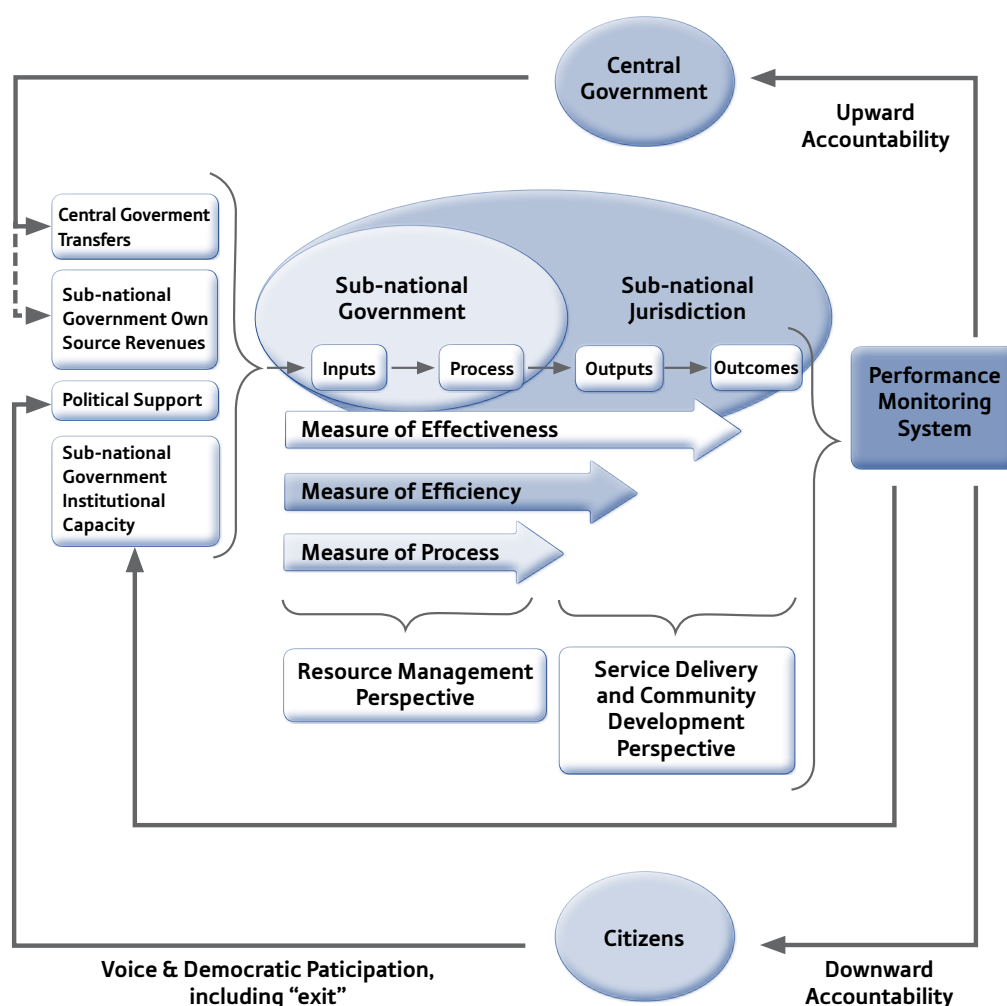 Central
Government
Upward
Accountability
Central Goverment
Transfers
Sub-national
Government Own
Source Revenues
Political Support
Sub-national
Government
Institutional
Capacity
Sub-national
Government
Sub-national
Jurisdiction
Inputs
Process
Outputs
Outcomes
Performance
Monitoring
System
Measure of Effectiveness
Measure of Efficiency
Measure of Process
Resource Management
Perspective
Service Delivery
and Community
Development
Perspective
Citizens
Voice & Democratic Paticipation,
including “exit”
Downward
Accountability